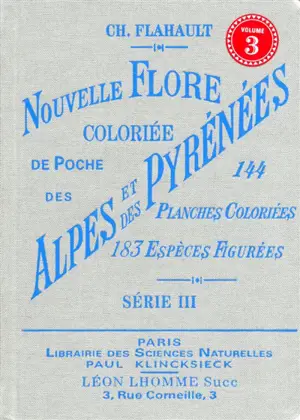 CH. FLAHAULT
VOLUME
3
NOUVELLE FLORE
COLORIÉE
DE POCHE
DES
ALPES ET
DES PYRÉNÉES
144
PLANCHES COLORIÉES
183 ESPÈCES FIGURÉES
SÉRIE III
PARIS
LIBRAIRIE DES SCIENCES NATURELLES
PAUL KLINCKSIECK
LÉON LHOMME Succ
3, Rue Corneille, 3